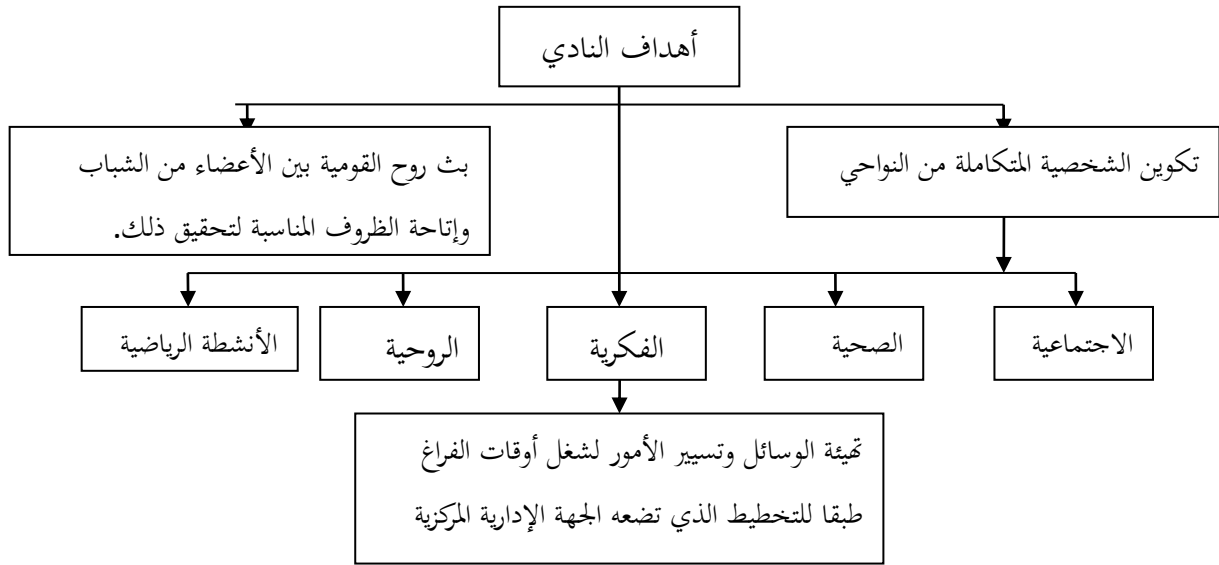 أهداف النادي
تكوين الشخصية المتكاملة من النواحي
بث روح القومية بين الأعضاء من الشباب
وإتاحة الظروف المناسبة لتحقيق ذلك.
الاجتماعية
الصحية
الفكرية
الروحية
الأنشطة الرياضية
تهيئة الوسائل وتسيير الأمور لشغل أوقات الفراغ
طبقا للتخطيط الذي تضعه الجهة الإدارية المركزية